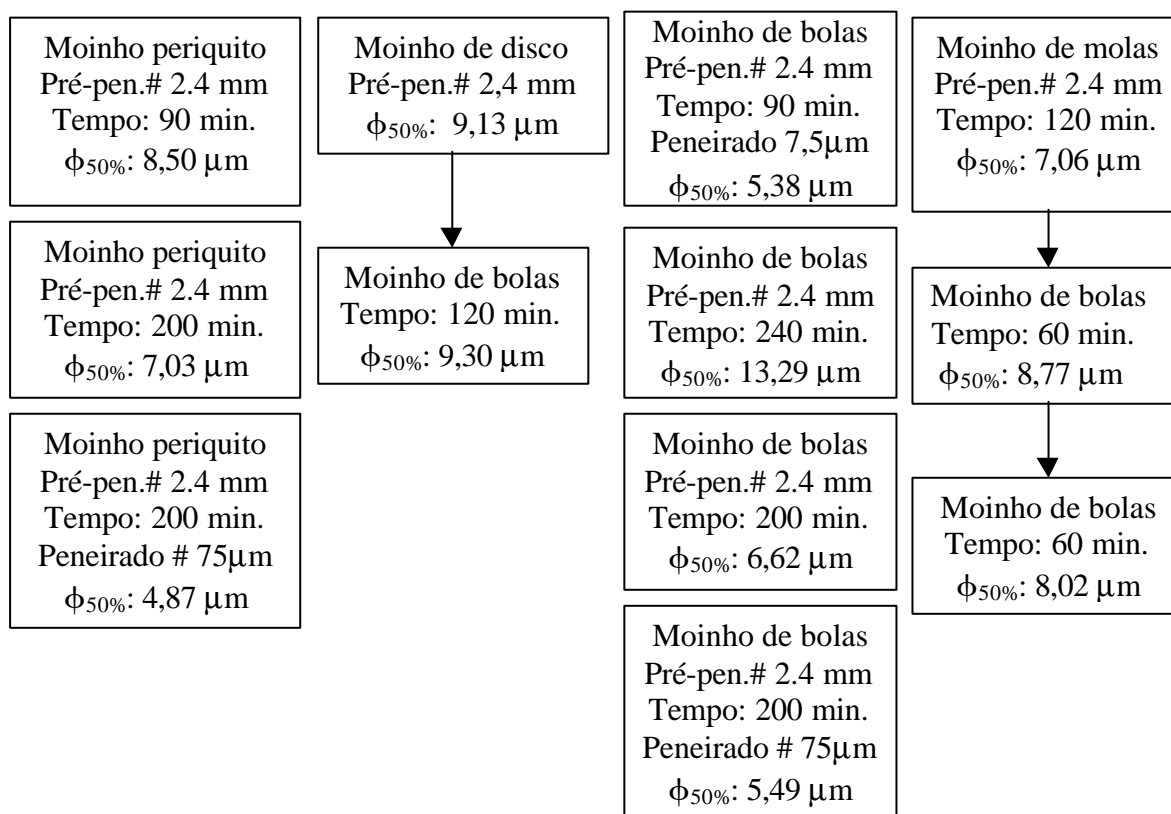 Moinho periquito
Pré-pen.# 2.4 mm
Tempo: 90 min.
ϕ50%: 8,50 µm
Moinho periquito
Pré-pen.# 2.4 mm
Tempo: 200 min.
ϕ50%: 7,03 µm
Moinho periquito
Pré-pen.# 2.4 mm
Tempo: 200 min.
Peneirado # 75µm
ϕ50%: 4,87 µm
Moinho de disco
Pré-pen.# 2,4 mm
ϕ50%: 9,13 µm
Moinho de bolas
Tempo: 120 min.
ϕ50%: 9,30 µm
Moinho de bolas
Pré-pen.# 2.4 mm
Tempo: 90 min.
Peneirado 7,5µm
ϕ50%: 5,38 µm
Moinho de bolas
Pré-pen.# 2.4 mm
Tempo: 240 min.
ϕ50%: 13,29 µm
Moinho de bolas
Pré-pen.# 2.4 mm
Tempo: 200 min.
ϕ50%: 6,62 µm
Moinho de bolas
Pré-pen.# 2.4 mm
Tempo: 200 min.
Peneirado # 75µm
ϕ50%: 5,49 µm
Moinho de molas
Pré-pen.# 2.4 mm
Tempo: 120 min.
ϕ50%: 7,06 µm
Moinho de bolas
Tempo: 60 min.
ϕ50%: 8,77 µm
Moinho de bolas
Tempo: 60 min.
ϕ50%: 8,02 µm